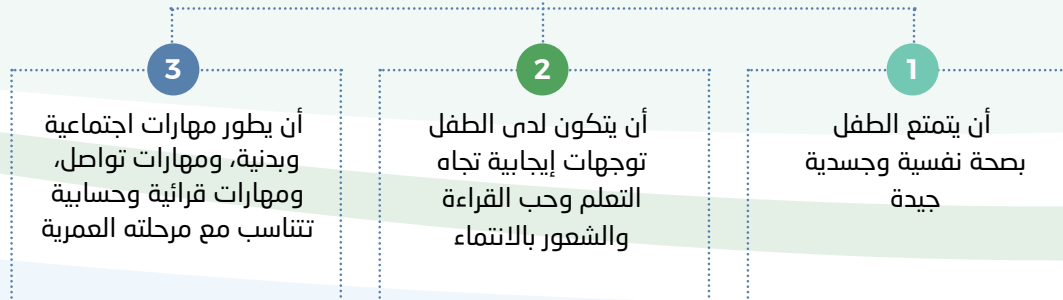 1
أن يتمتع الطفل
بصحة نفسية وجسدية
جيدة
2
أن يتكون لدى الطفل
توجهات إيجابية تجاه
التعلم وحب القراءة
والشعور بالانتماء
3
أن يطور مهارات اجتماعية
وبدنية، ومهارات تواصل،
ومهارات قرائية وحسابية
تتناسب مع مرحلته العمرية